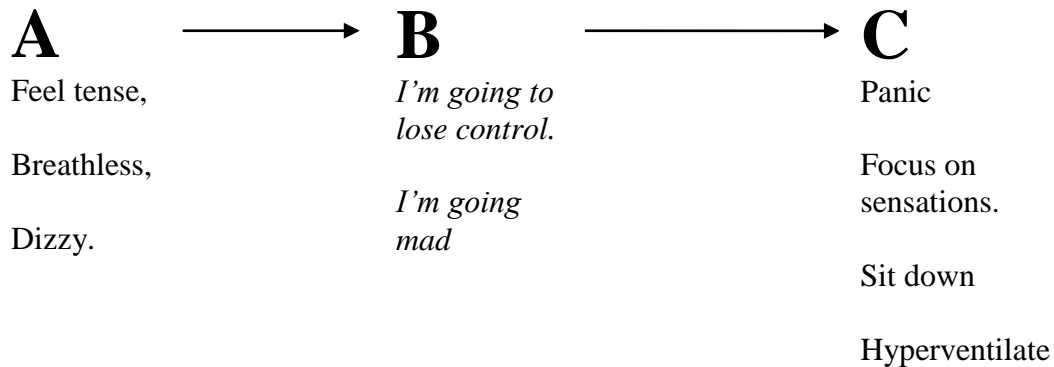 A
B
C
Feel tense,
Breathless,
Dizzy.
I’m going to
lose control.
I’m going
mad
Panic
Focus on
sensations.
Sit down
Hyperventilate